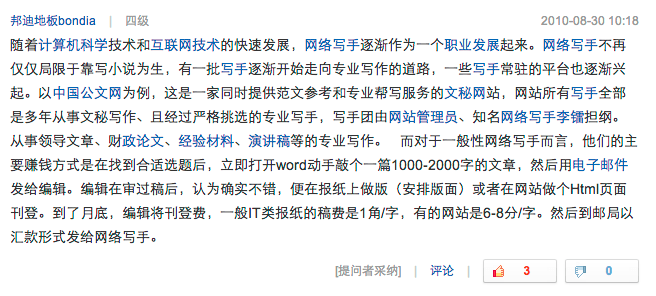 邦迪地板bondia | 四级 2010-08-30 10:18
随着计算机科学技术和互联网技术的快速发展，网络写手逐渐作为一个职业发展起来。网络写手不再
仅仅局限于靠写小说为生，有一批写手逐渐开始走向专业写作的道路，一些写手常驻的平台也逐渐兴
起。以中国公文网为例，这是一家同时提供范文参考和专业帮写服务的文秘网站，网站所有写手全部
是多年从事文秘写作、且经过严格挑选的专业写手，写手团由网站管理员、知名网络写手李镭担纲。
从事领导文章、财政论文、经验材料、演讲稿等的专业写作。 而对于一般性网络写手而言，他们的主
要赚钱方式是在找到合适选题后，立即打开word动手敲个一篇1000-2000字的文章，然后用电子邮件
发给编辑。编辑在审过稿后，认为确实不错，便在报纸上做版（安排版面）或者在网站做个Html页面
刊登。到了月底，编辑将刊登费，一般IT类报纸的稿费是1角/字，有的网站是6-8分/字。然后到邮局以
汇款形式发给网络写手。
[提问者采纳] | 评论 | 3 0